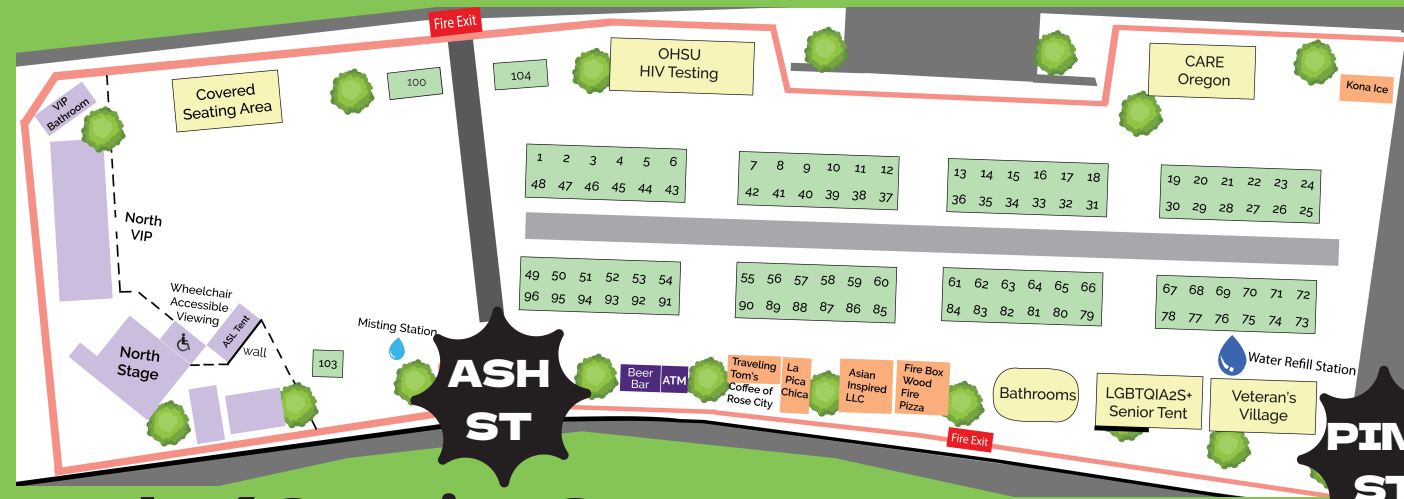 Fire Exit
VIP
Bathroom
Covered
Seating Area
100
104
OHSU
HIV Testing
CARE
Oregon
Kona Ice
1 2 3 4 5 6
48 47 46 45 44 43
7 8 9 10 11 12
42 41 40 39 38 37
13 14 15 16 17 18
36 35 34 33 32 31
19 20 21 22 23 24
30 29 28 27 26 25
North
VIP
49 50 51 52 53 54
96 95 94 93 92 91
55 56 57 58 59 60
90 89 88 87 86 85
61 62 63 64 65 66
84 83 82 81 80 79
67 68 69 70 71 72
78 77 76 75 74 73
Wheelchair
Accessible
Viewing
ASL Tent
wall
North
Stage
103
Misting Station
ASH
ST
Beer
Bar
ATM
Traveling
Tom's
Coffee of
Rose City
La
Pica
Chica
Asian
Inspired
LLC
Fire Box
Wood
Fire
Pizza
Fire Exit
Bathrooms
LGBTQIA2S+
Senior Tent
Water Refill Station
Veteran's
Village
PIN
ST